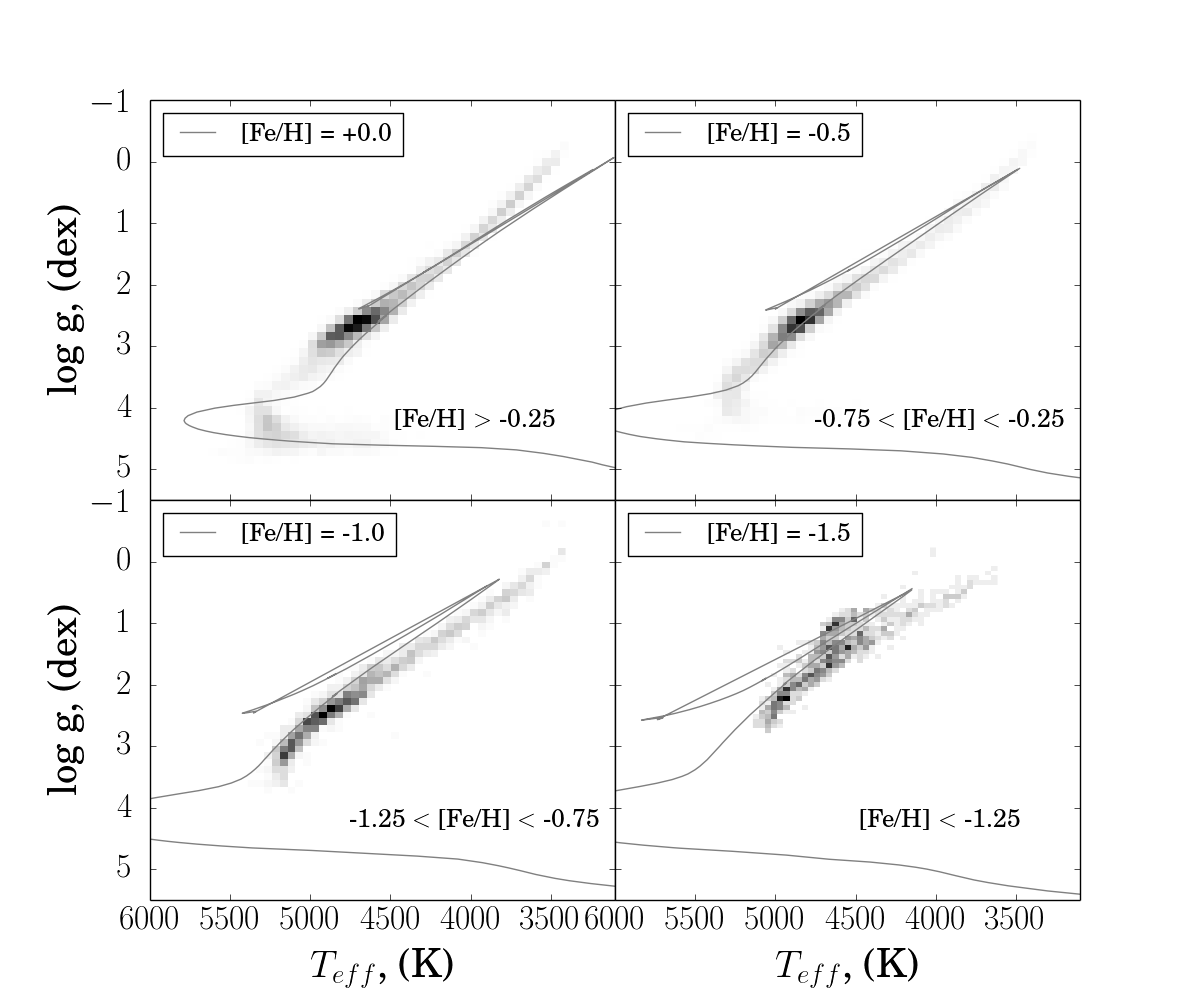 [Fe/H] = +0.0
[Fe/H] = -0.5
−1
0
1
2
3
4
5
log g, (dex)
[Fe/H] > -0.25
-0.75 < [Fe/H] < -0.25
[Fe/H] = -1.0
[Fe/H] = -1.5
−1
0
1
2
3
4
5
log g, (dex)
-1.25 < [Fe/H] < -0.75
[Fe/H] < -1.25
6000 5500 5000 4500 4000 3500 6000 5500 5000 4500 4000 3500
T_{eff}, (K)
T_{eff}, (K)